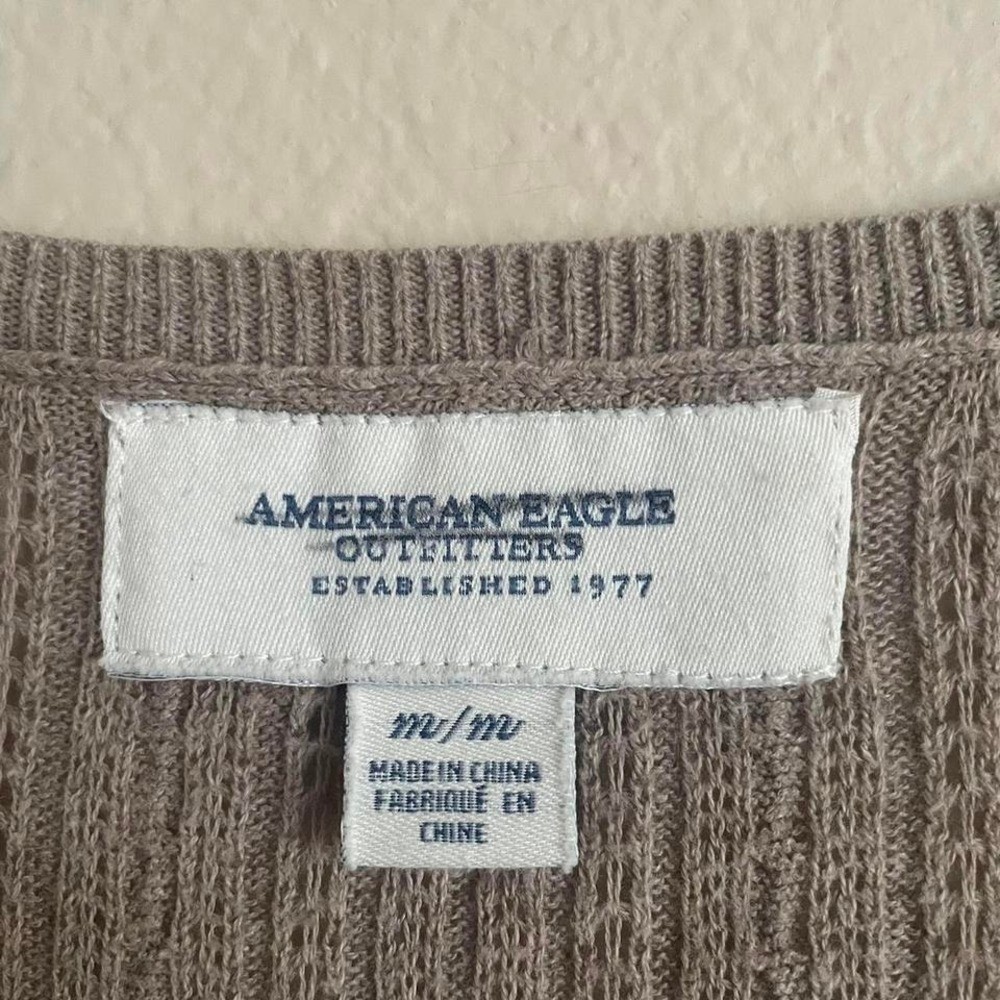 AMERICAN EAGLE
OUTFITTERS
ESTABLISHED 1977
m/m
MADE IN CHINA
FABRIQUÉ EN
CHINE